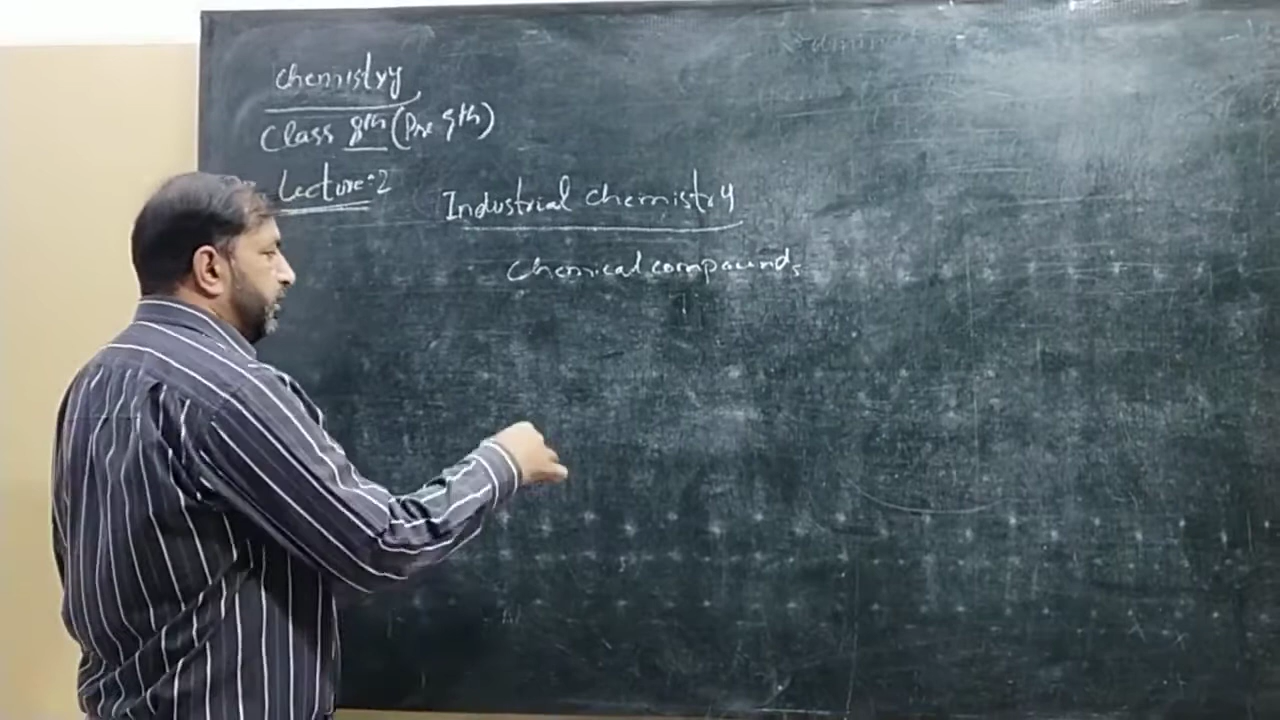 Chemistry
Class 8th (Pre 9th)
Lecture:2
Industrial chemistry
Chemical compounds